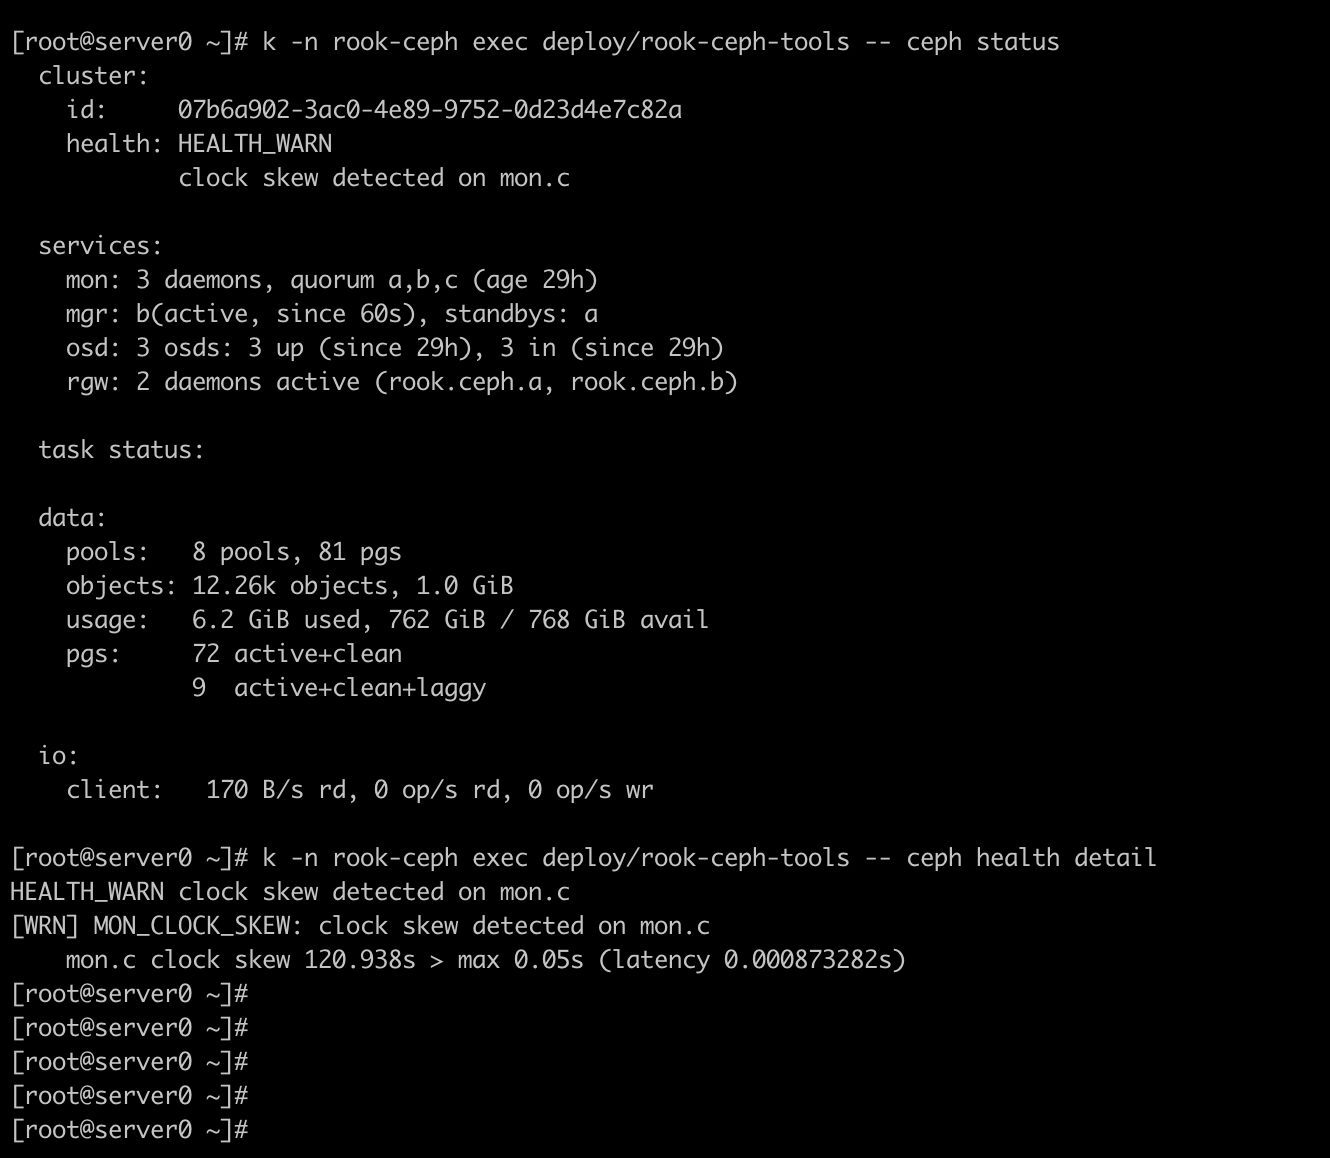 [root@server0 ~]# k -n rook-ceph exec deploy/rook-ceph-tools -- ceph status
  cluster:
    id:     07b6a902-3ac0-4e89-9752-0d23d4e7c82a
    health: HEALTH_WARN
            clock skew detected on mon.c

  services:
    mon: 3 daemons, quorum a,b,c (age 29h)
    mgr: b(active, since 60s), standbys: a
    osd: 3 osds: 3 up (since 29h), 3 in (since 29h)
    rgw: 2 daemons active (rook.ceph.a, rook.ceph.b)

  task status:

  data:
    pools:   8 pools, 81 pgs
    objects: 12.26k objects, 1.0 GiB
    usage:   6.2 GiB used, 762 GiB / 768 GiB avail
    pgs:     72 active+clean
             9  active+clean+laggy

  io:
    client:   170 B/s rd, 0 op/s rd, 0 op/s wr

[root@server0 ~]# k -n rook-ceph exec deploy/rook-ceph-tools -- ceph health detail
HEALTH_WARN clock skew detected on mon.c
[WRN] MON_CLOCK_SKEW: clock skew detected on mon.c
    mon.c clock skew 120.938s > max 0.05s (latency 0.000873282s)
[root@server0 ~]#
[root@server0 ~]#
[root@server0 ~]#
[root@server0 ~]#
[root@server0 ~]#